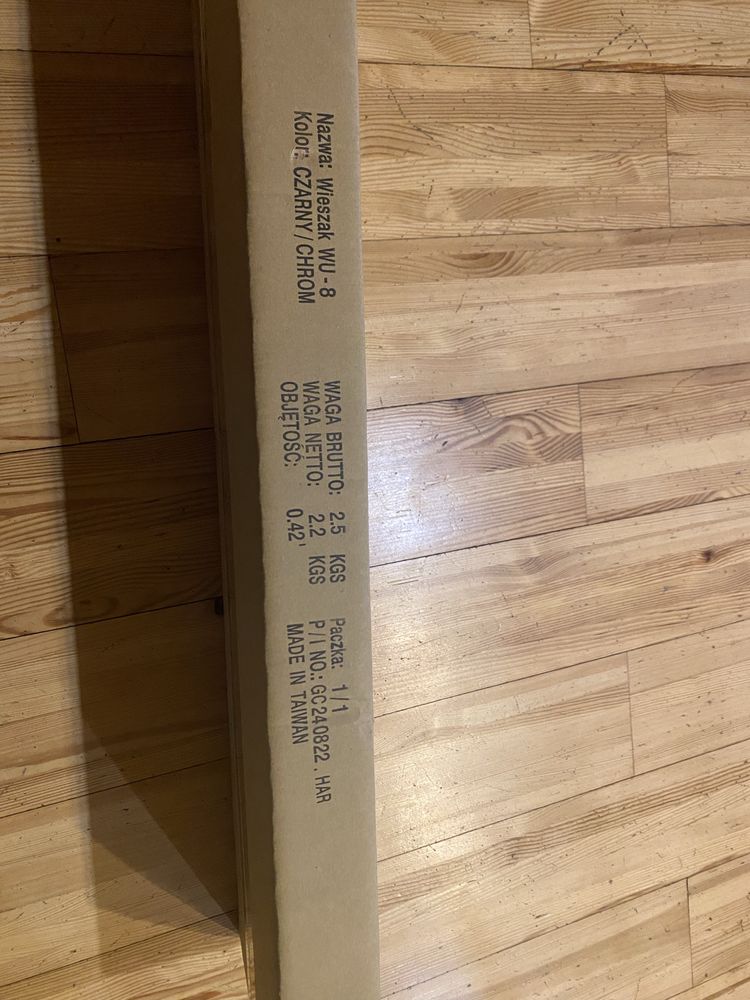 Nazwa: Wieszak WU - 8
Kolor: CZARNY / CHROM
WAGA BRUTTO: 2.5 KGS
WAGA NETTO: 2.2 KGS
OBJĘTOŚĆ: 0.42'
Paczka: 1 / 1
P / I NO.: GC240822 . HAR
MADE IN TAIWAN